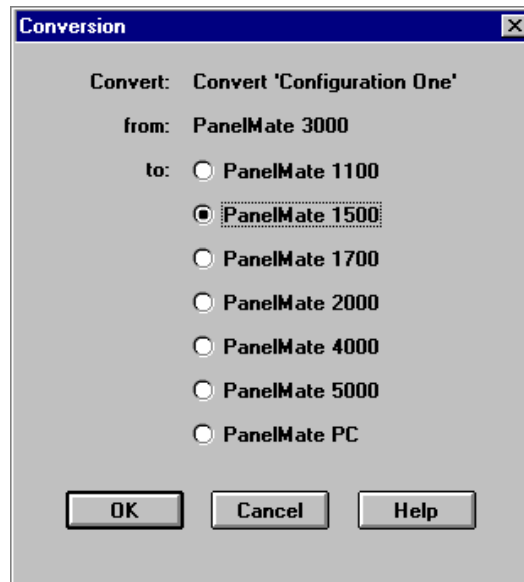 Conversion
Convert: Convert 'Configuration One'
from: PanelMate 3000
to: PanelMate 1100
PanelMate 1500
PanelMate 1700
PanelMate 2000
PanelMate 4000
PanelMate 5000
PanelMate PC
OK Cancel Help